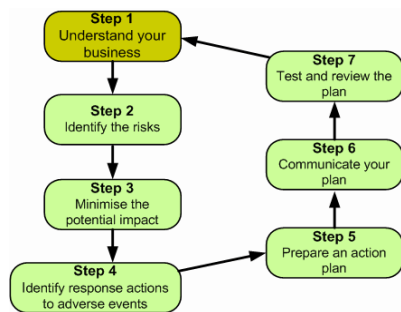 Step 1
Understand your
business
Step 2
Identify the risks
Step 3
Minimise the
potential impact
Step 4
Identify response actions
to adverse events
Step 5
Prepare an action
plan
Step 6
Communicate your
plan
Step 7
Test and review the
plan